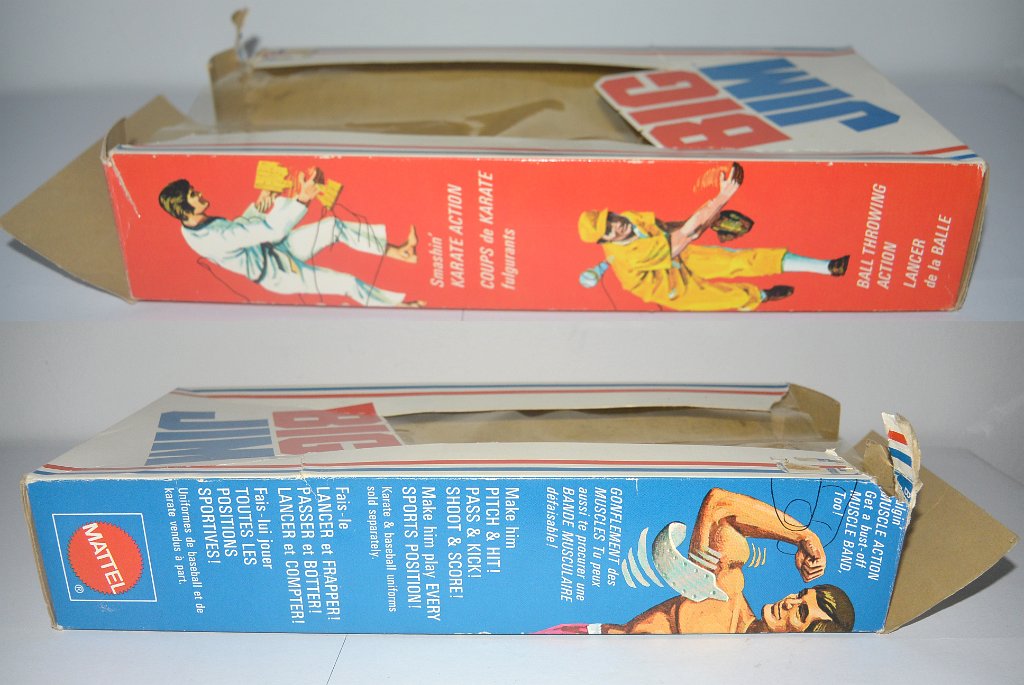 BIG
JIM
Smashin'
KARATE ACTION
COUPS de KARATE
fulgurants
BALL THROWING
ACTION
LANCER
de la BALLE
BIG
JIM
MUSCLE ACTION
Get a bust-off
MUSCLE BAND,
Too!
GONFLEMENT des
MUSCLES Tu peux
aussi te procurer une
BANDE MUSCULAIRE
défaisable!
Make him
PITCH & HIT!
PASS & KICK!
SHOOT & SCORE!
Make him play EVERY
SPORTS POSITION!
Karate & baseball uniforms
sold separately.
Fais-le
LANCER et FRAPPER!
PASSER et BOTTER!
LANCER et COMPTER!
Fais-lui jouer
TOUTES LES
POSITIONS
SPORTIVES!
Uniformes de baseball et de
karaté vendus à part.
MATTEL
®